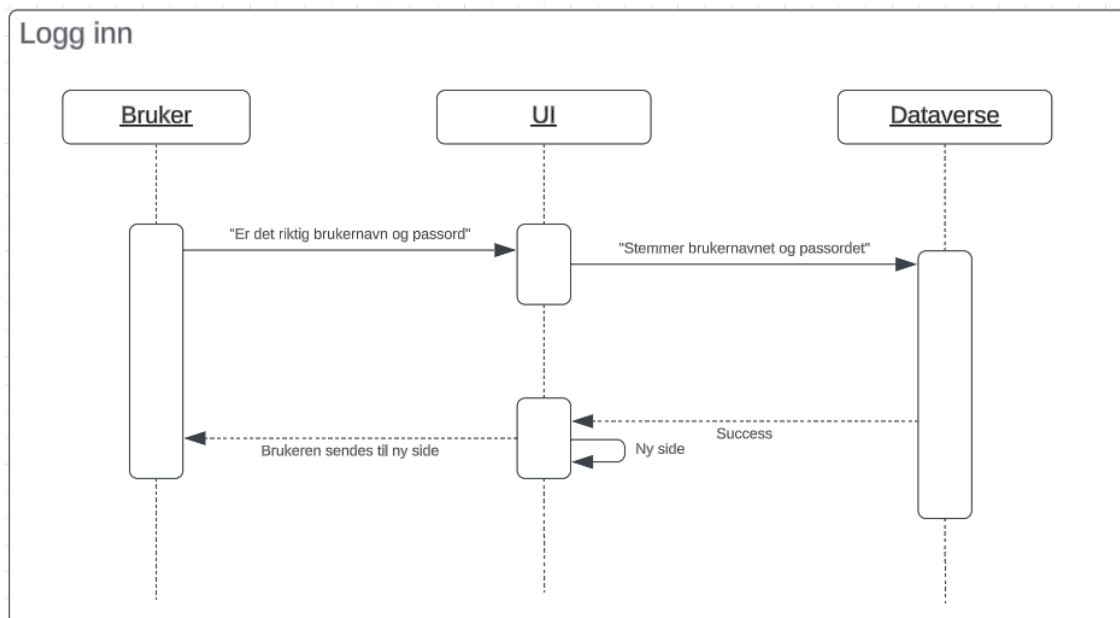 Logg inn
Bruker
UI
Dataverse
"Er det riktig brukernavn og passord"
"Stemmer brukernavnet og passordet"
Success
Brukeren sendes til ny side
Ny side